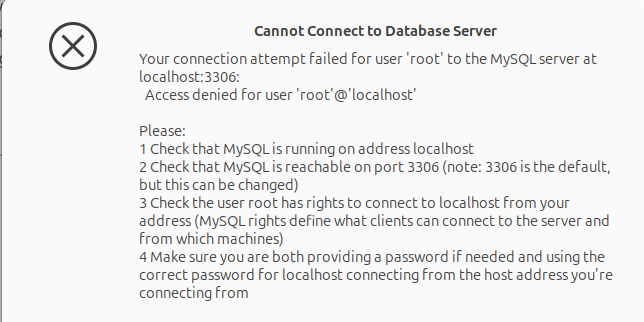 Cannot Connect to Database Server
Your connection attempt failed for user 'root' to the MySQL server at
localhost:3306:
Access denied for user 'root'@'localhost'
Please:
1 Check that MySQL is running on address localhost
2 Check that MySQL is reachable on port 3306 (note: 3306 is the default,
but this can be changed)
3 Check the user root has rights to connect to localhost from your
address (MySQL rights define what clients can connect to the server and
from which machines)
4 Make sure you are both providing a password if needed and using the
correct password for localhost connecting from the host address you're
connecting from